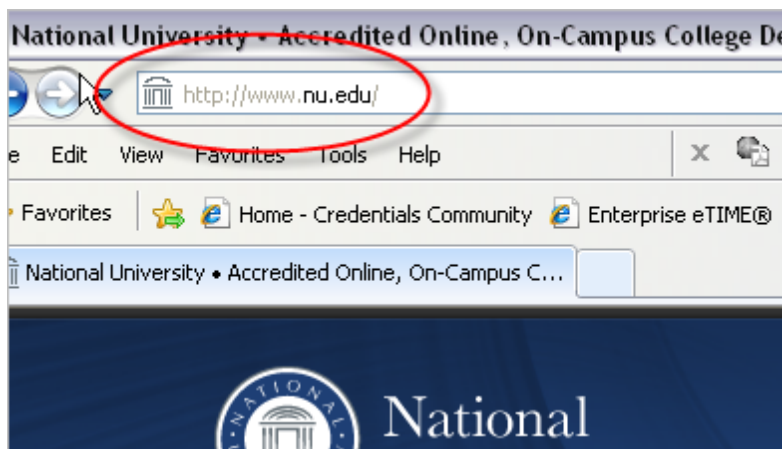 National University • Accredited Online, On-Campus College De
http://www.nu.edu/
e Edit View Favorites Tools Help
Favorites Home - Credentials Community Enterprise eTIME®
National University • Accredited Online, On-Campus C...
NATIONAL
National